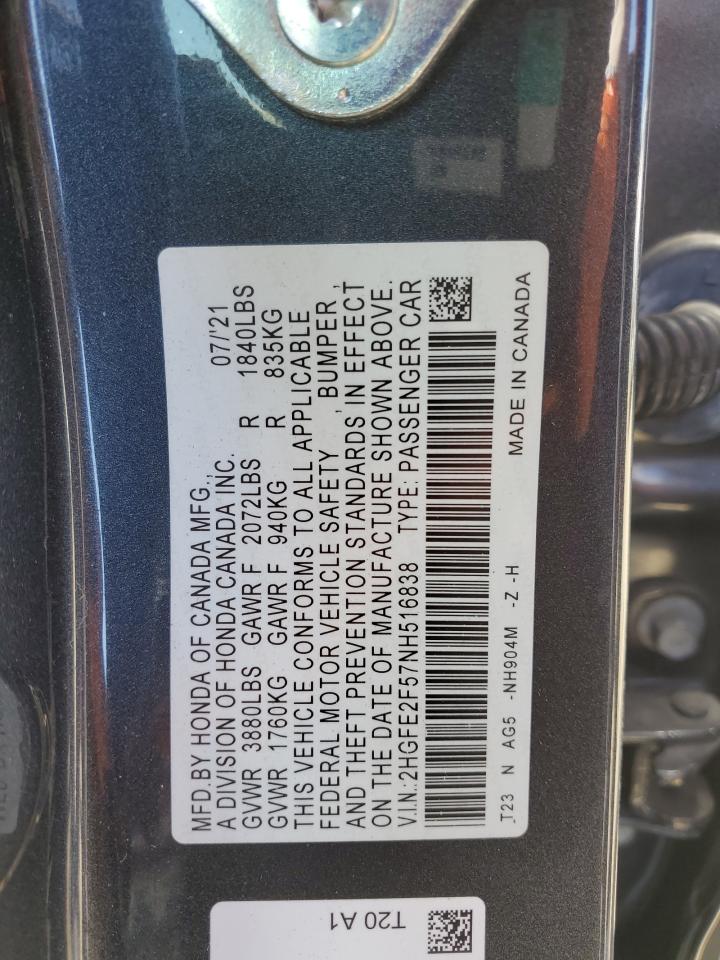 MFD.BY HONDA OF CANADA MFG.,
A DIVISION OF HONDA CANADA INC. 07/'21
GVWR 3880LBS GAWR F 2072LBS R 1840LBS
GVWR 1760KG GAWR F 940KG R 835KG
THIS VEHICLE CONFORMS TO ALL APPLICABLE
FEDERAL MOTOR VEHICLE SAFETY , BUMPER ,
AND THEFT PREVENTION STANDARDS IN EFFECT
ON THE DATE OF MANUFACTURE SHOWN ABOVE.
V.I.N.:2HGFE2F57NH516838 TYPE: PASSENGER CAR
T23 N AG5 -NH904M -Z -H MADE IN CANADA
T20 A1